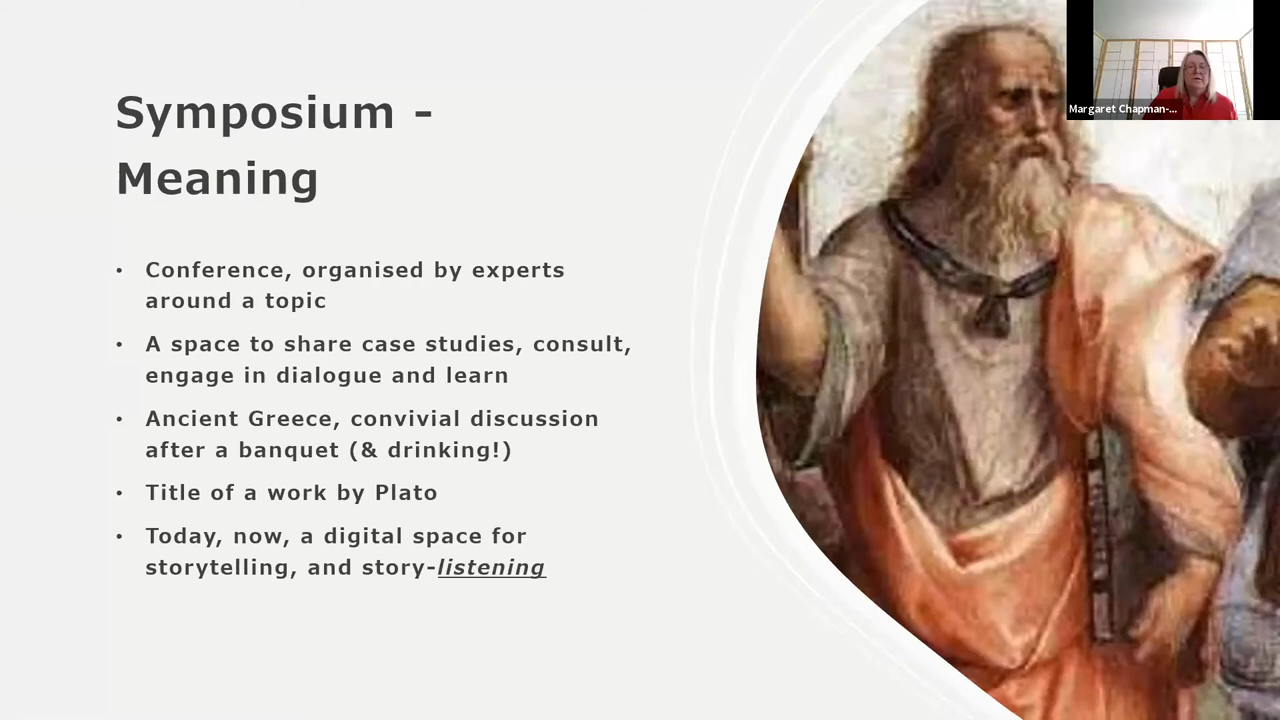 Symposium -
Meaning
• Conference, organised by experts
around a topic
• A space to share case studies, consult,
engage in dialogue and learn
• Ancient Greece, convivial discussion
after a banquet (& drinking!)
• Title of a work by Plato
• Today, now, a digital space for
storytelling, and story-listening
Margaret Chapman-...